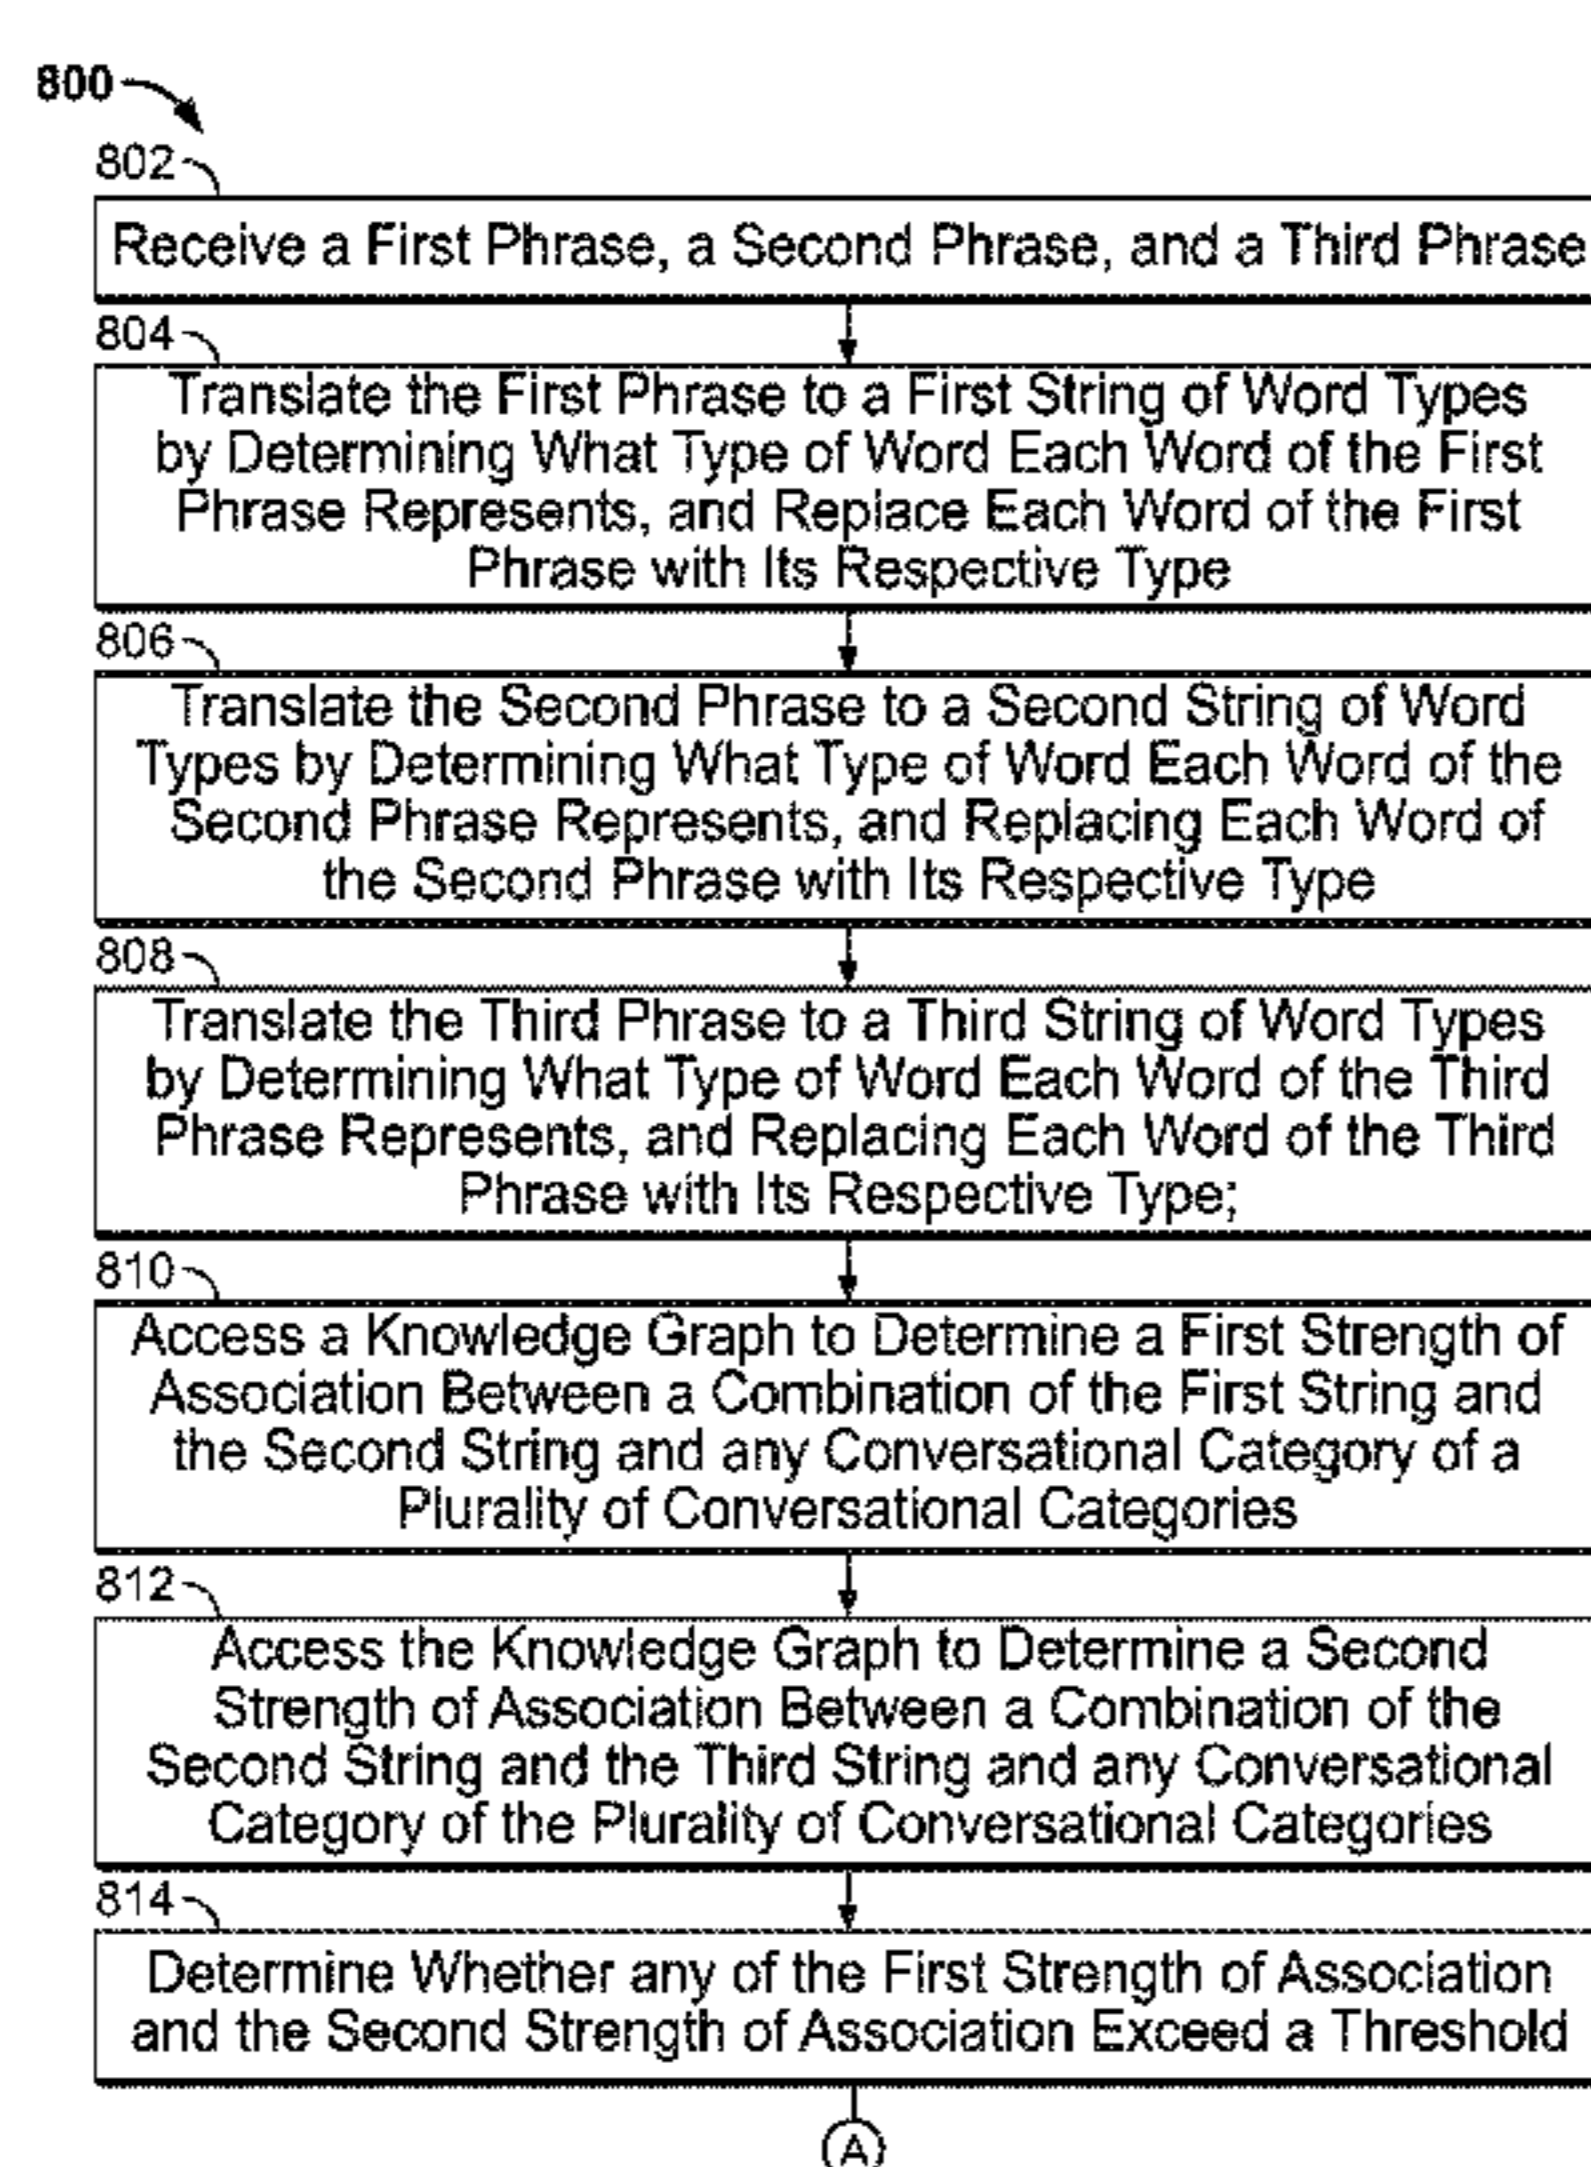 800
802
Receive a First Phrase, a Second Phrase, and a Third Phrase
804
Translate the First Phrase to a First String of Word Types
by Determining What Type of Word Each Word of the First
Phrase Represents, and Replace Each Word of the First
Phrase with Its Respective Type
806
Translate the Second Phrase to a Second String of Word
Types by Determining What Type of Word Each Word of the
Second Phrase Represents, and Replacing Each Word of
the Second Phrase with Its Respective Type
808
Translate the Third Phrase to a Third String of Word Types
by Determining What Type of Word Each Word of the Third
Phrase Represents, and Replacing Each Word of the Third
Phrase with Its Respective Type;
810
Access a Knowledge Graph to Determine a First Strength of
Association Between a Combination of the First String and
the Second String and any Conversational Category of a
Plurality of Conversational Categories
812
Access the Knowledge Graph to Determine a Second
Strength of Association Between a Combination of the
Second String and the Third String and any Conversational
Category of the Plurality of Conversational Categories
814
Determine Whether any of the First Strength of Association
and the Second Strength of Association Exceed a Threshold
A